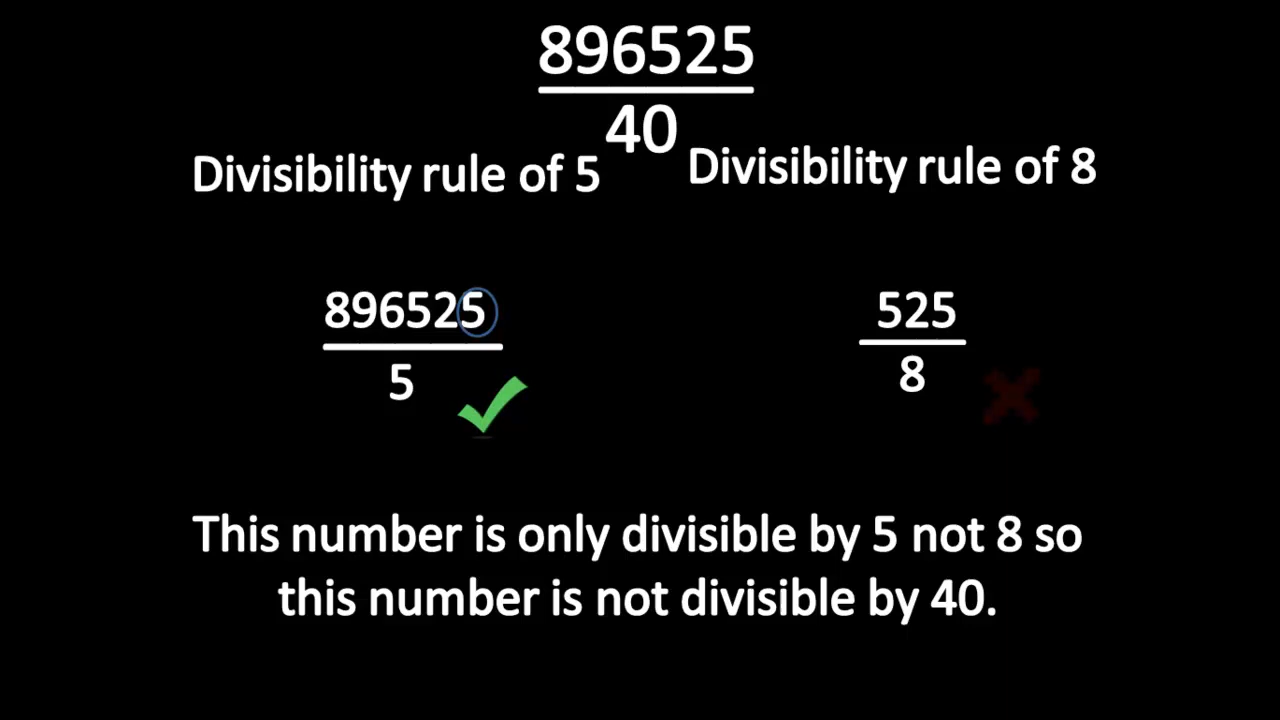 896525
40
Divisibility rule of 5
Divisibility rule of 8
896525
5
525
8
This number is only divisible by 5 not 8 so
this number is not divisible by 40.